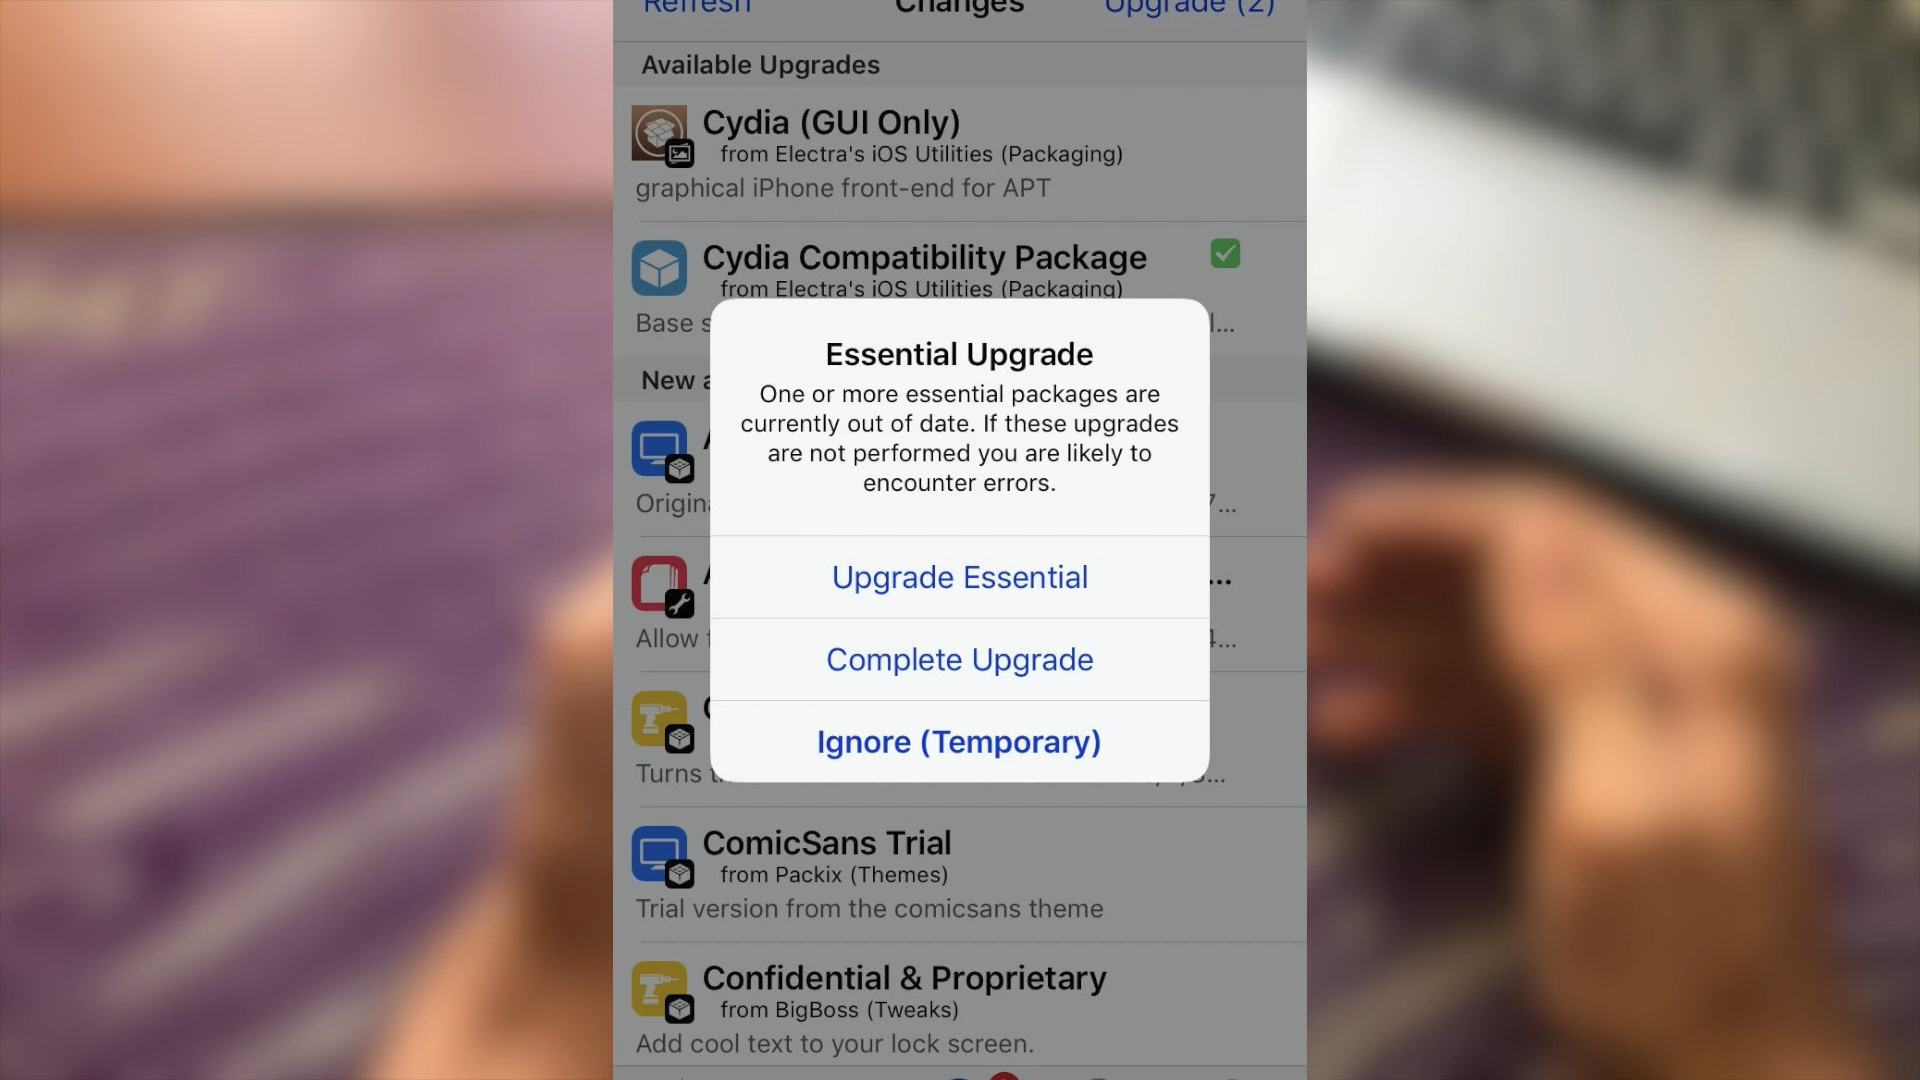 Refresh
Changes
Upgrade (2)
Available Upgrades
Cydia (GUI Only)
from Electra's iOS Utilities (Packaging)
graphical iPhone front-end for APT
Cydia Compatibility Package
from Electra's iOS Utilities (Packaging)
Base
New
Essential Upgrade
One or more essential packages are
currently out of date. If these upgrades
are not performed you are likely to
encounter errors.
Upgrade Essential
Complete Upgrade
Ignore (Temporary)
Allow
Turns
ComicSans Trial
from Packix (Themes)
Trial version from the comicsans theme
Confidential & Proprietary
from BigBoss (Tweaks)
Add cool text to your lock screen.